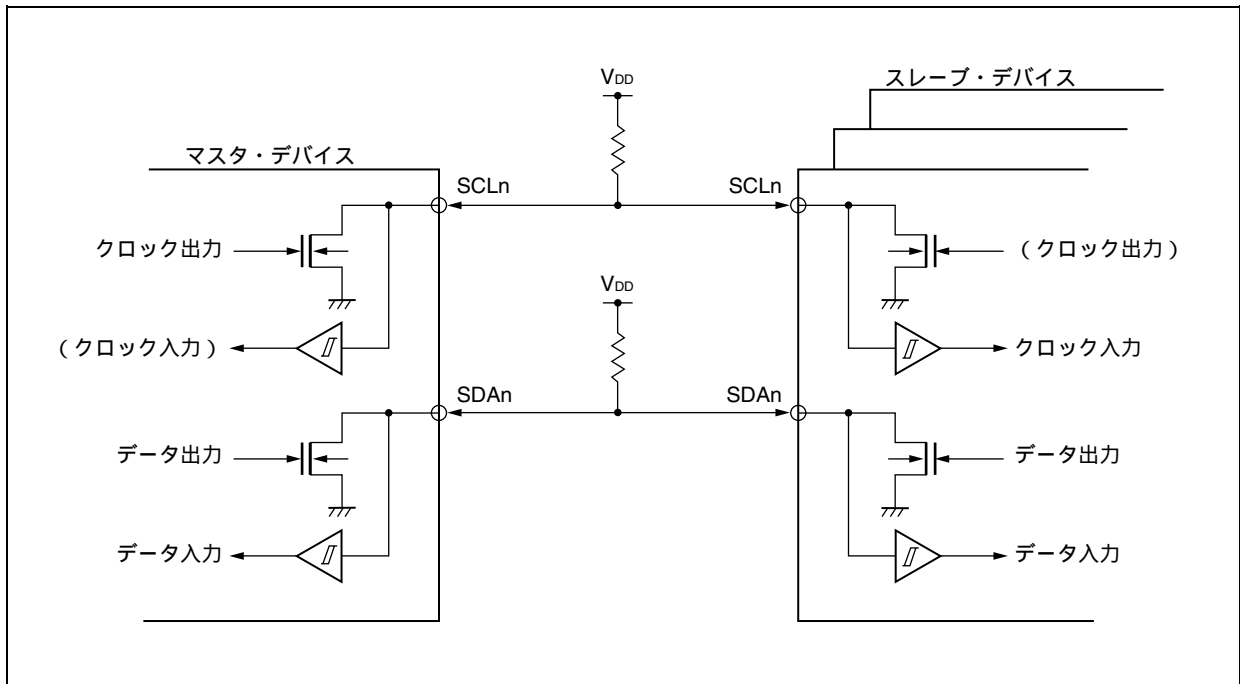 VDD
スレーブ・デバイス
マスタ・デバイス
SCLn
SCLn
クロック出力
(クロック出力)
VDD
(クロック入力)
クロック入力
SDAn
SDAn
データ出力
データ出力
データ入力
データ入力